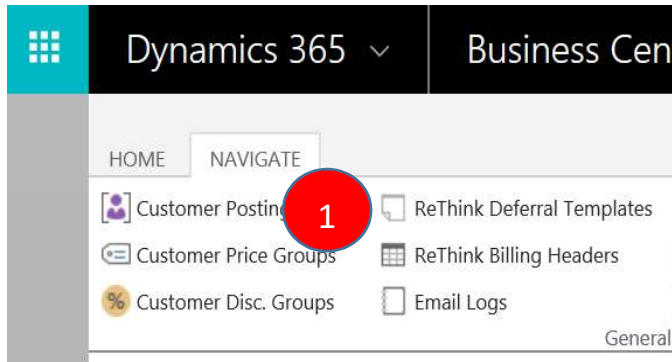 Dynamics 365 Business Cen
HOME NAVIGATE
Customer Posting 1 ReThink Deferral Templates
Customer Price Groups ReThink Billing Headers
% Customer Disc. Groups Email Logs
General